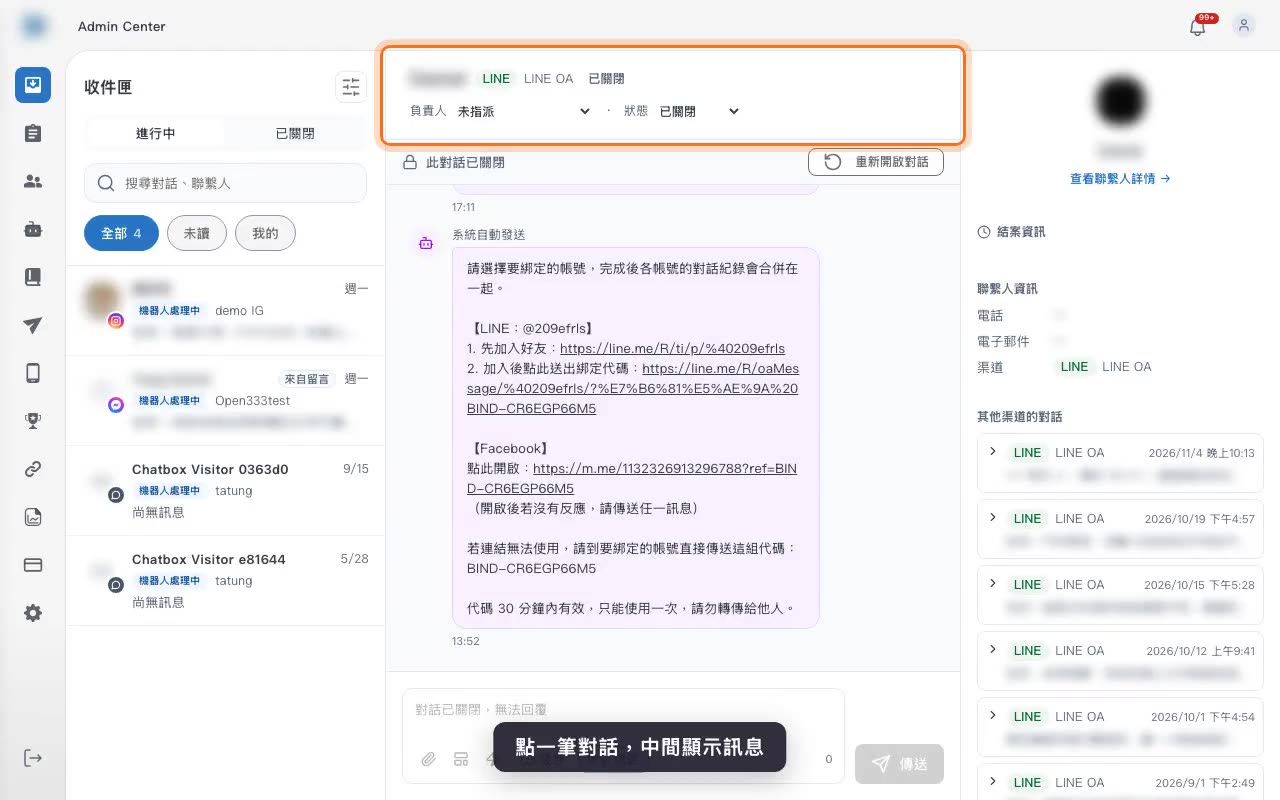 Admin Center
99+
收件匣
進行中
已關閉
搜尋對話、聯繫人
全部 4
未讀
我的
週一
機器人處理中 demo IG
來自留言 週一
機器人處理中 Open333test
Chatbox Visitor 0363d0 9/15
機器人處理中 tatung
尚無訊息
Chatbox Visitor e81644 5/28
機器人處理中 tatung
尚無訊息
LINE LINE OA 已關閉
負責人 未指派 · 狀態 已關閉
此對話已關閉
重新開啟對話
17:11
系統自動發送
請選擇要綁定的帳號，完成後各帳號的對話紀錄會合併在
一起。
【LINE：@209efrls】
1. 先加入好友：https://line.me/R/ti/p/%40209efrls
2. 加入後點此送出綁定代碼：https://line.me/R/oaMes
sage/%40209efrls/?%E7%B6%81%E5%AE%9A%20
BIND-CR6EGP66M5
【Facebook】
點此開啟：https://m.me/1132326913296788?ref=BIN
D-CR6EGP66M5
（開啟後若沒有反應，請傳送任一訊息）
若連結無法使用，請到要綁定的帳號直接傳送這組代碼：
BIND-CR6EGP66M5
代碼 30 分鐘內有效，只能使用一次，請勿轉傳給他人。
13:52
對話已關閉，無法回覆
點一筆對話，中間顯示訊息
0
傳送
查看聯繫人詳情 →
結案資訊
聯繫人資訊
電話
電子郵件
渠道 LINE LINE OA
其他渠道的對話
LINE LINE OA 2026/11/4 晚上10:13
LINE LINE OA 2026/10/19 下午4:57
LINE LINE OA 2026/10/15 下午5:28
LINE LINE OA 2026/10/12 上午9:41
LINE LINE OA 2026/10/1 下午4:54
LINE LINE OA 2026/9/1 下午2:49